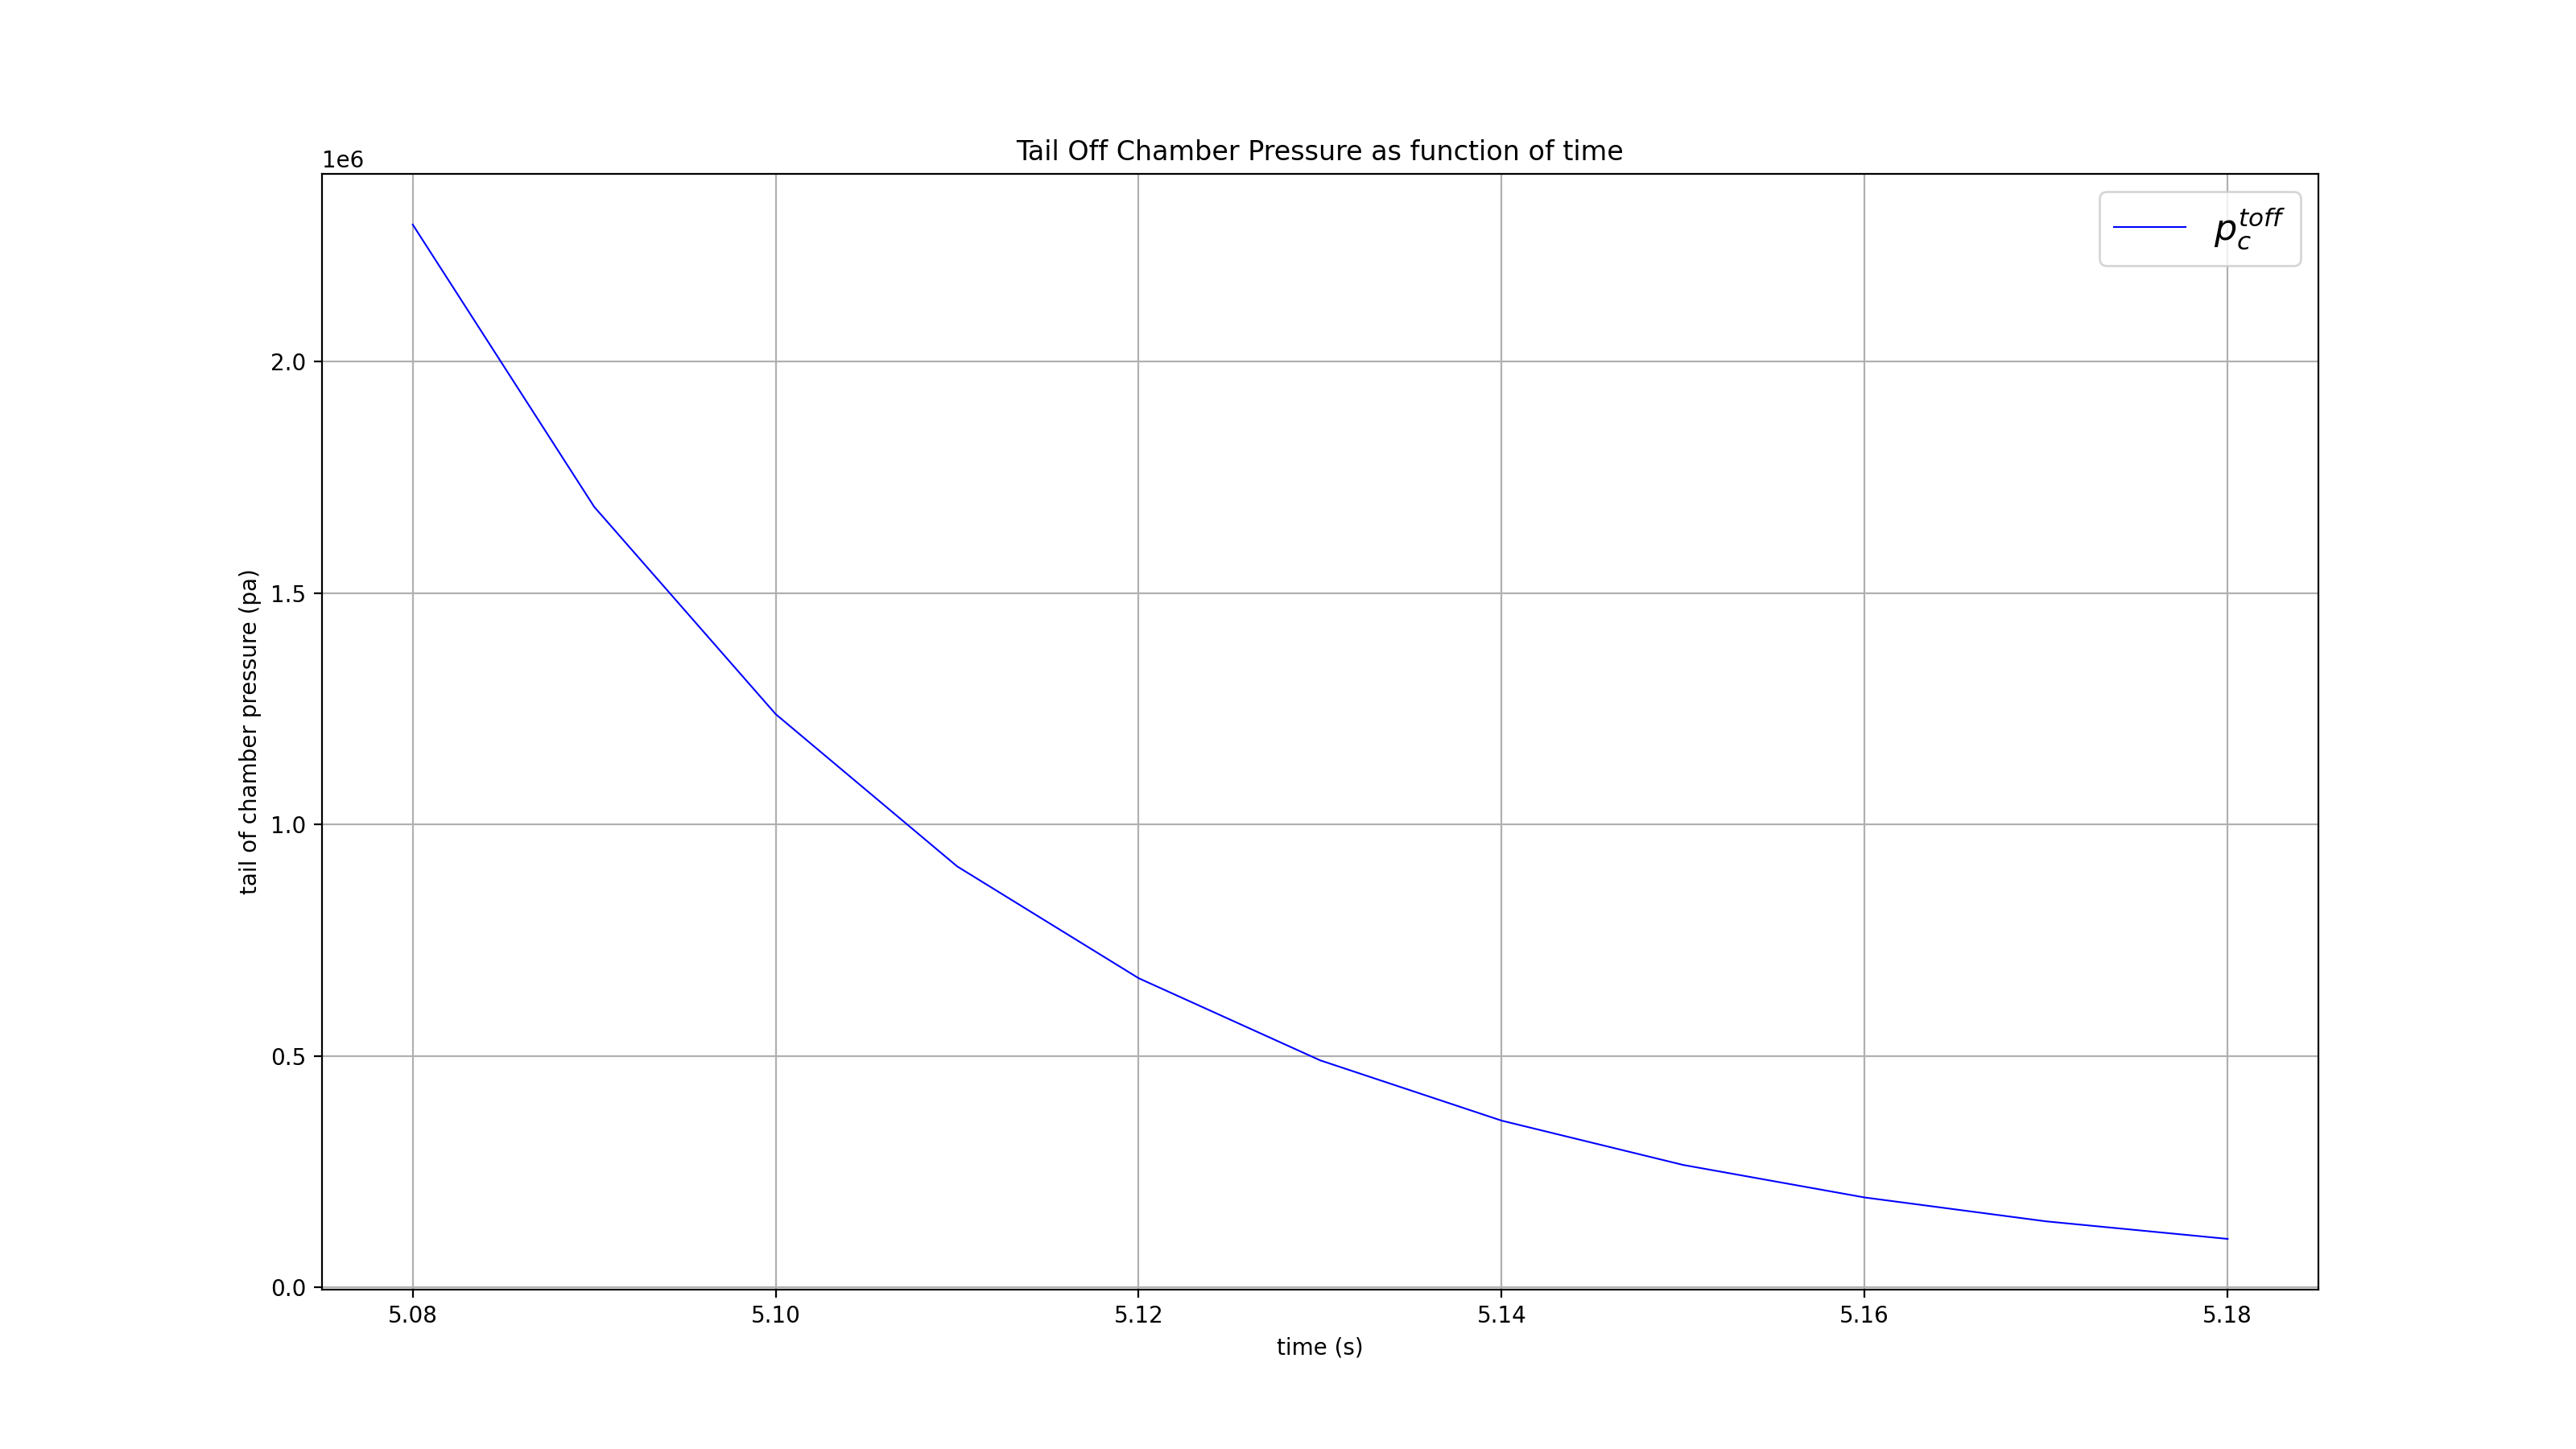 Tail Off Chamber Pressure as function of time
1e6
p_c^{toff}
tail of chamber pressure (pa)
2.0
1.5
1.0
0.5
0.0
5.08 5.10 5.12 5.14 5.16 5.18
time (s)